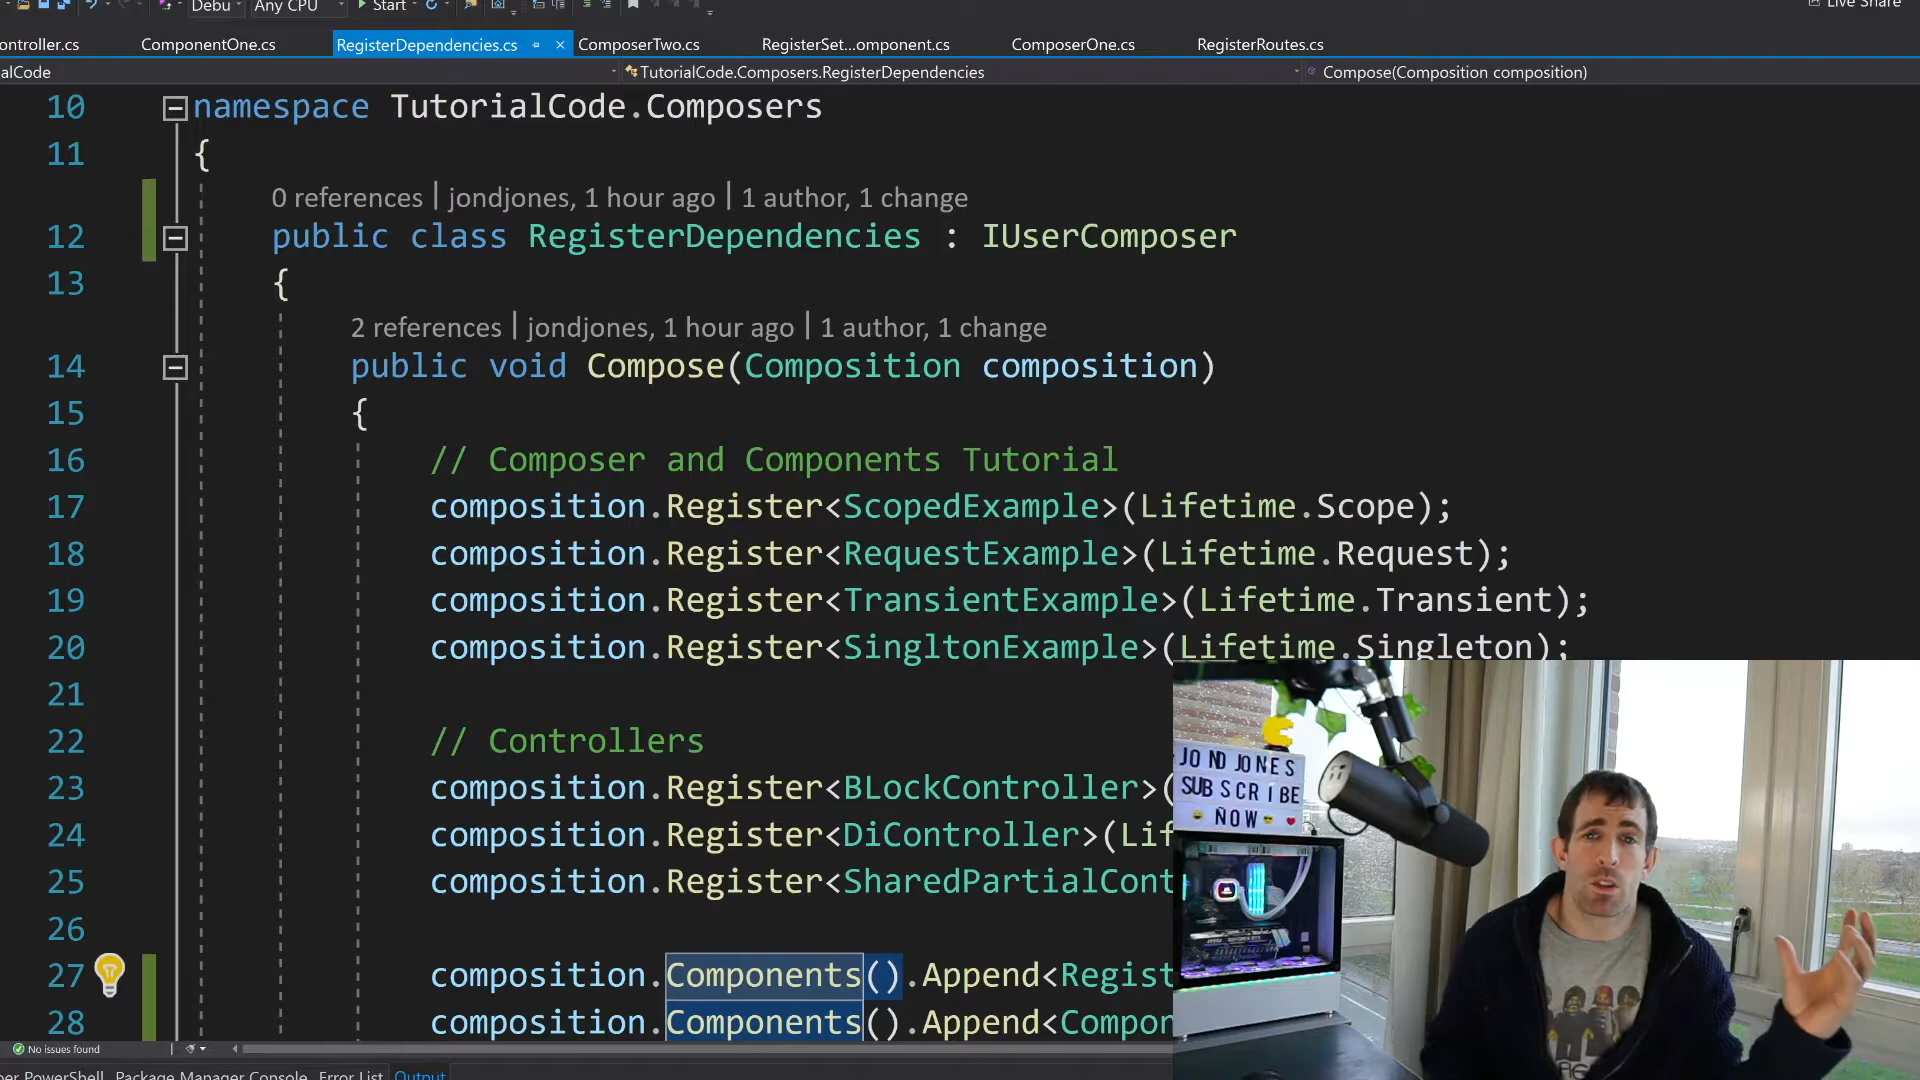 Debu Any CPU Start Live Share
ontroller.cs ComponentOne.cs RegisterDependencies.cs ComposerTwo.cs RegisterSet...omponent.cs ComposerOne.cs RegisterRoutes.cs
alCode TutorialCode.Composers.RegisterDependencies Compose(Composition composition)
10 namespace TutorialCode.Composers
11 {
0 references | jondjones, 1 hour ago | 1 author, 1 change
12 public class RegisterDependencies : IUserComposer
13 {
2 references | jondjones, 1 hour ago | 1 author, 1 change
14 public void Compose(Composition composition)
15 {
16 // Composer and Components Tutorial
17 composition.Register<ScopedExample>(Lifetime.Scope);
18 composition.Register<RequestExample>(Lifetime.Request);
19 composition.Register<TransientExample>(Lifetime.Transient);
20 composition.Register<SingltonExample>(Lifetime.Singleton);
21
22 // Controllers
23 composition.Register<BLockController>(
24 composition.Register<DiController>(Lif
25 composition.Register<SharedPartialCont
26
27 composition.Components().Append<Regist
28 composition.Components().Append<Compon
JONDJONES
SUBSCRIBE
NOW
No issues found
per PowerShell Package Manager Console Error List Output